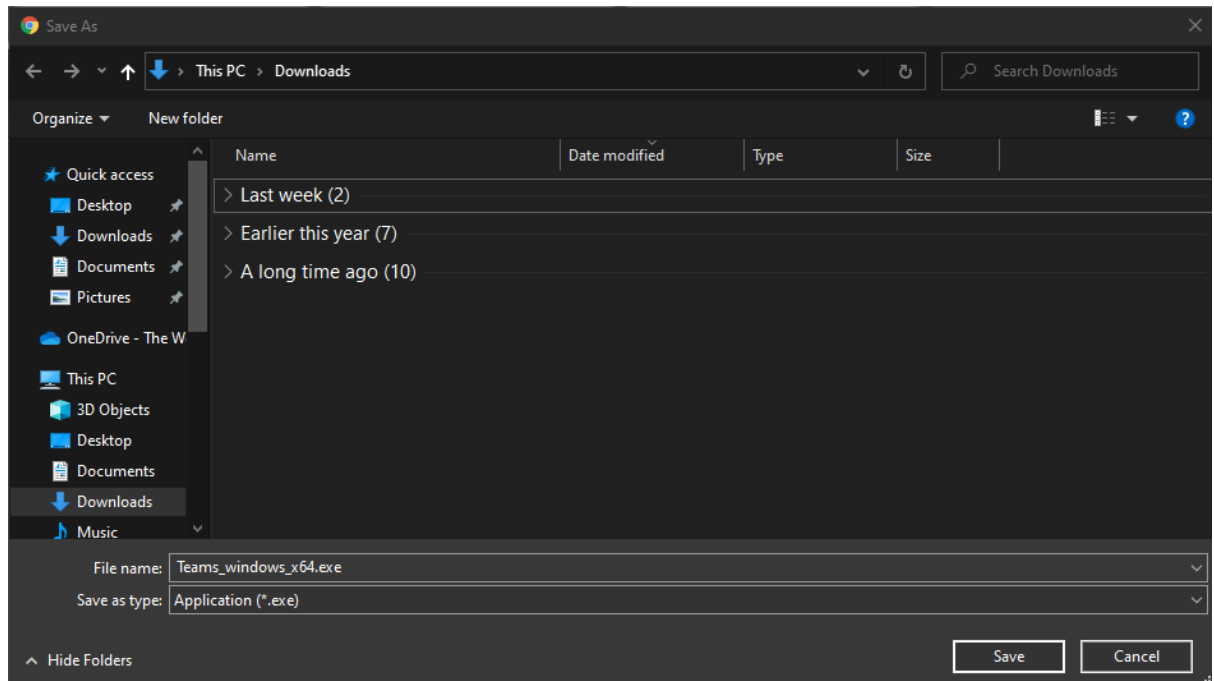 Save As
This PC > Downloads
Search Downloads
Organize
New folder
Name Date modified Type Size
Quick access
Desktop
Downloads
Documents
Pictures
OneDrive - The W
This PC
3D Objects
Desktop
Documents
Downloads
Music
Last week (2)
Earlier this year (7)
A long time ago (10)
File name: Teams_windows_x64.exe
Save as type: Application (*.exe)
Hide Folders
Save
Cancel